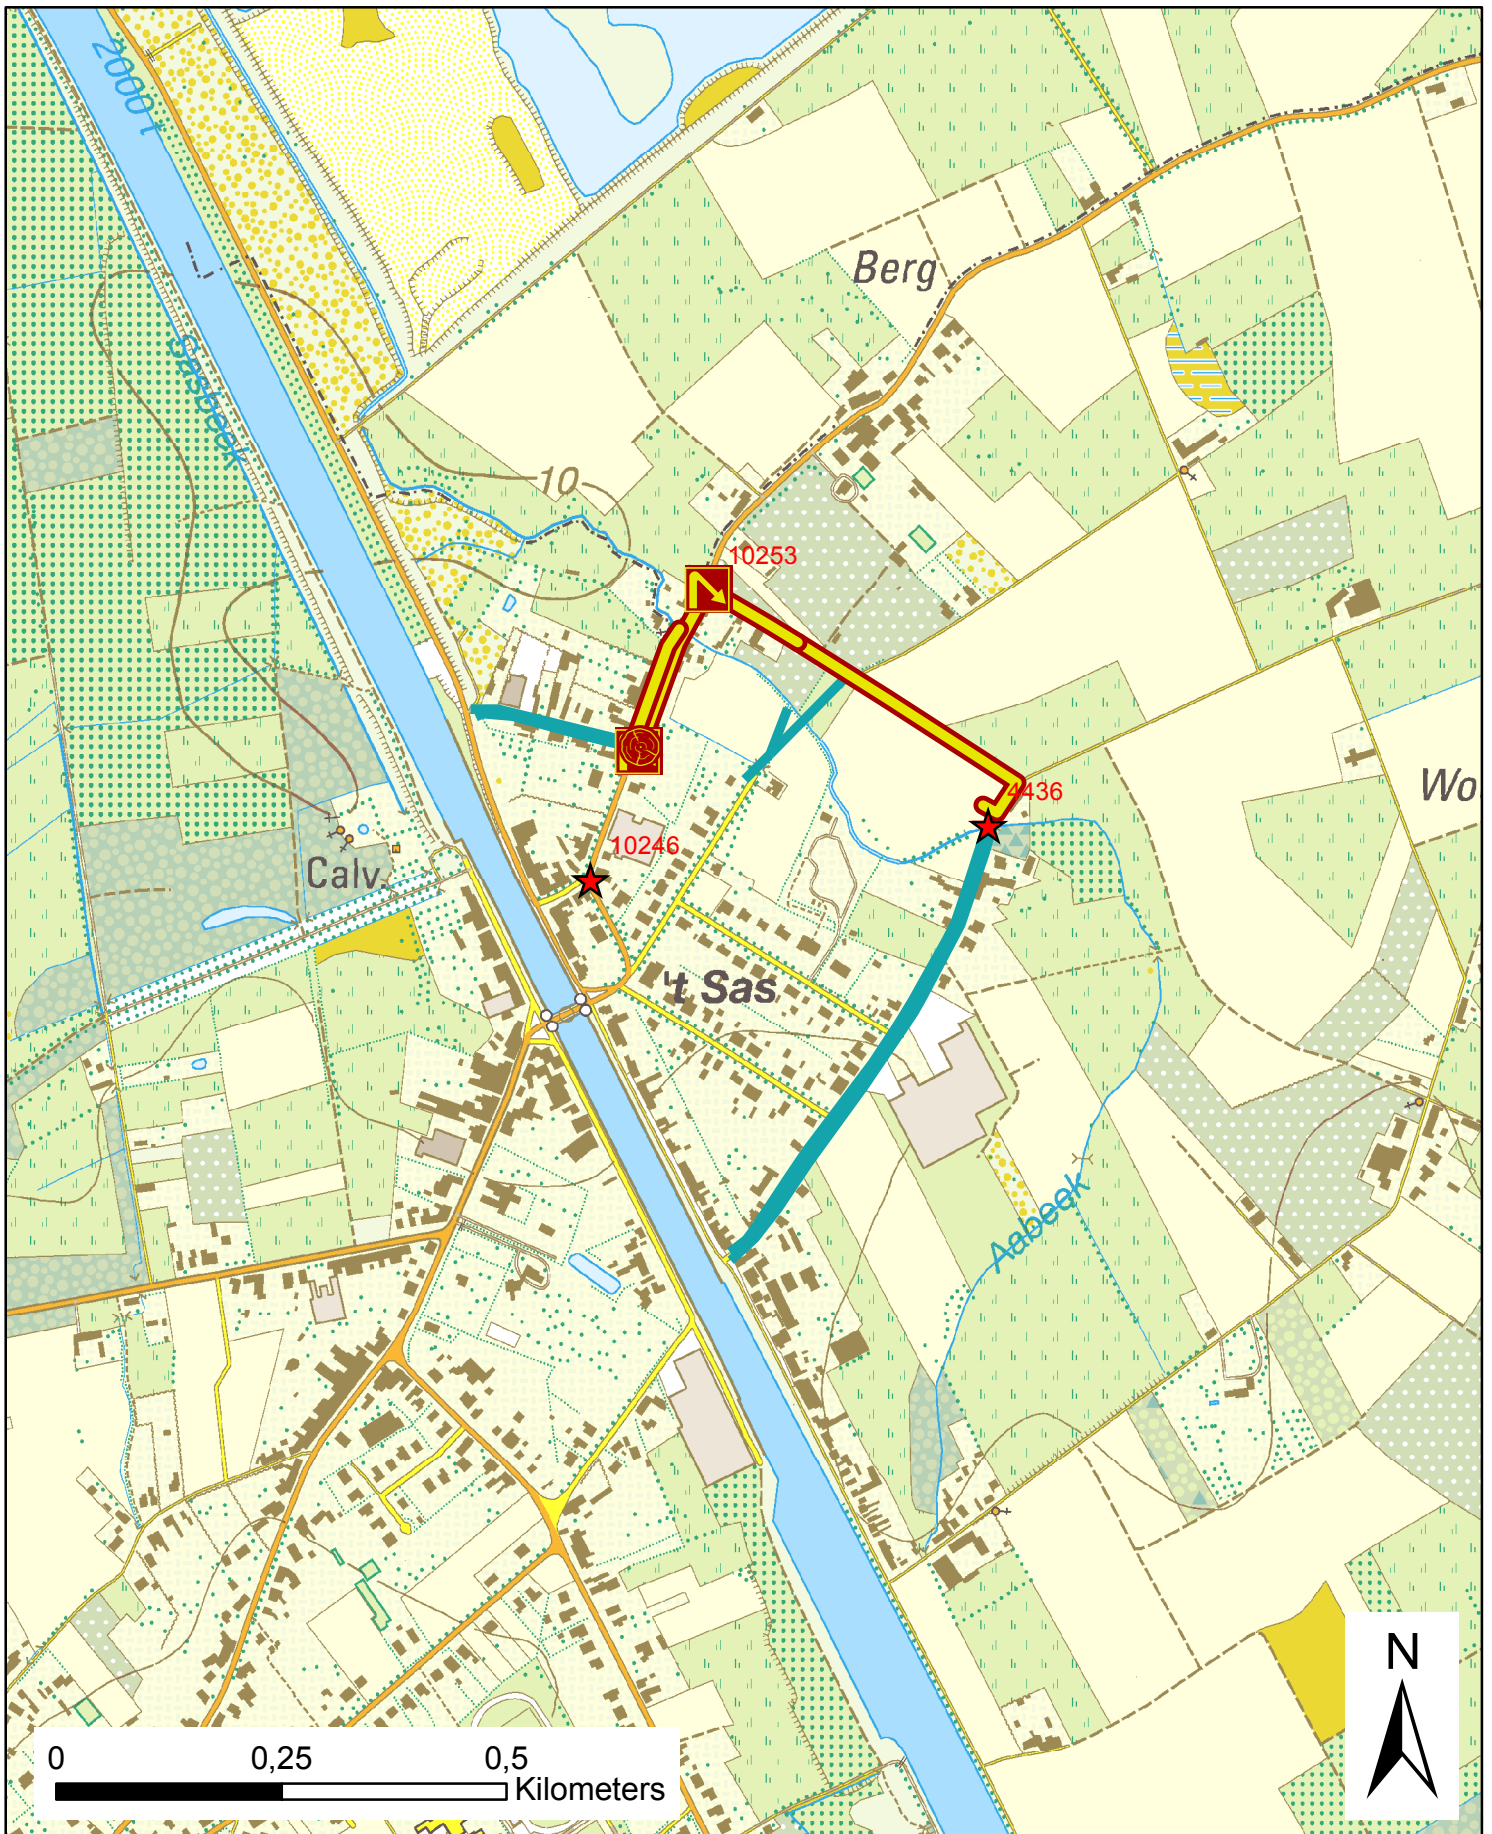 2000 t
Sasbeek
Berg
10
10253
4436
Wo
10246
Calv.
't Sas
Aabeek
N
0 0,25 0,5
Kilometers